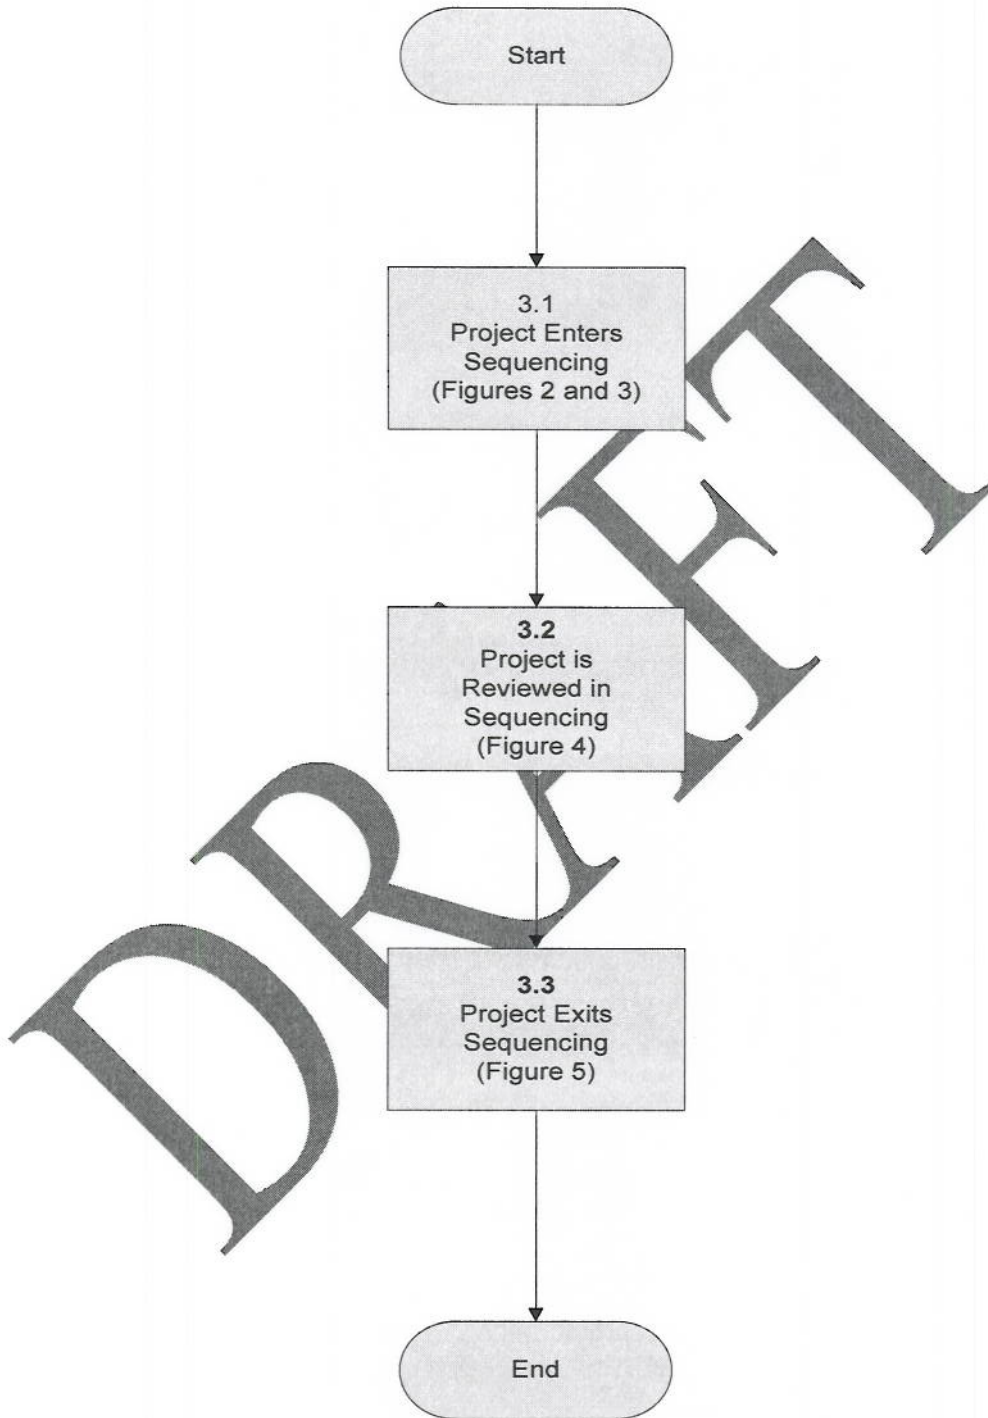 Start
3.1
Project Enters
Sequencing
(Figures 2 and 3)
3.2
Project is
Reviewed in
Sequencing
(Figure 4)
3.3
Project Exits
Sequencing
(Figure 5)
End
DRAFT